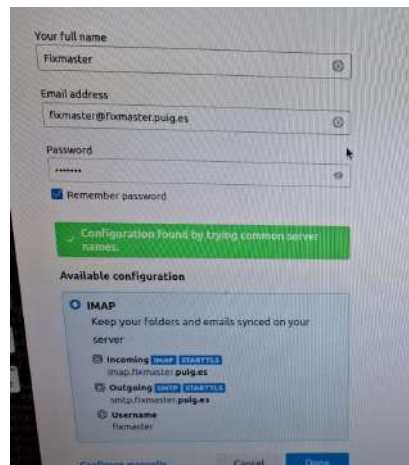 Your full name
Fixmaster
Email address
fixmaster@fixmaster.puig.es
Password
Remember password
Configuration found by trying common server
names.
Available configuration
IMAP
Keep your folders and emails synced on your
server
Incoming IMAP STARTTLS
imap.fixmaster.puig.es
Outgoing SMTP STARTTLS
smtp.fixmaster.puig.es
Username
fixmaster
Configure manually Cancel Done